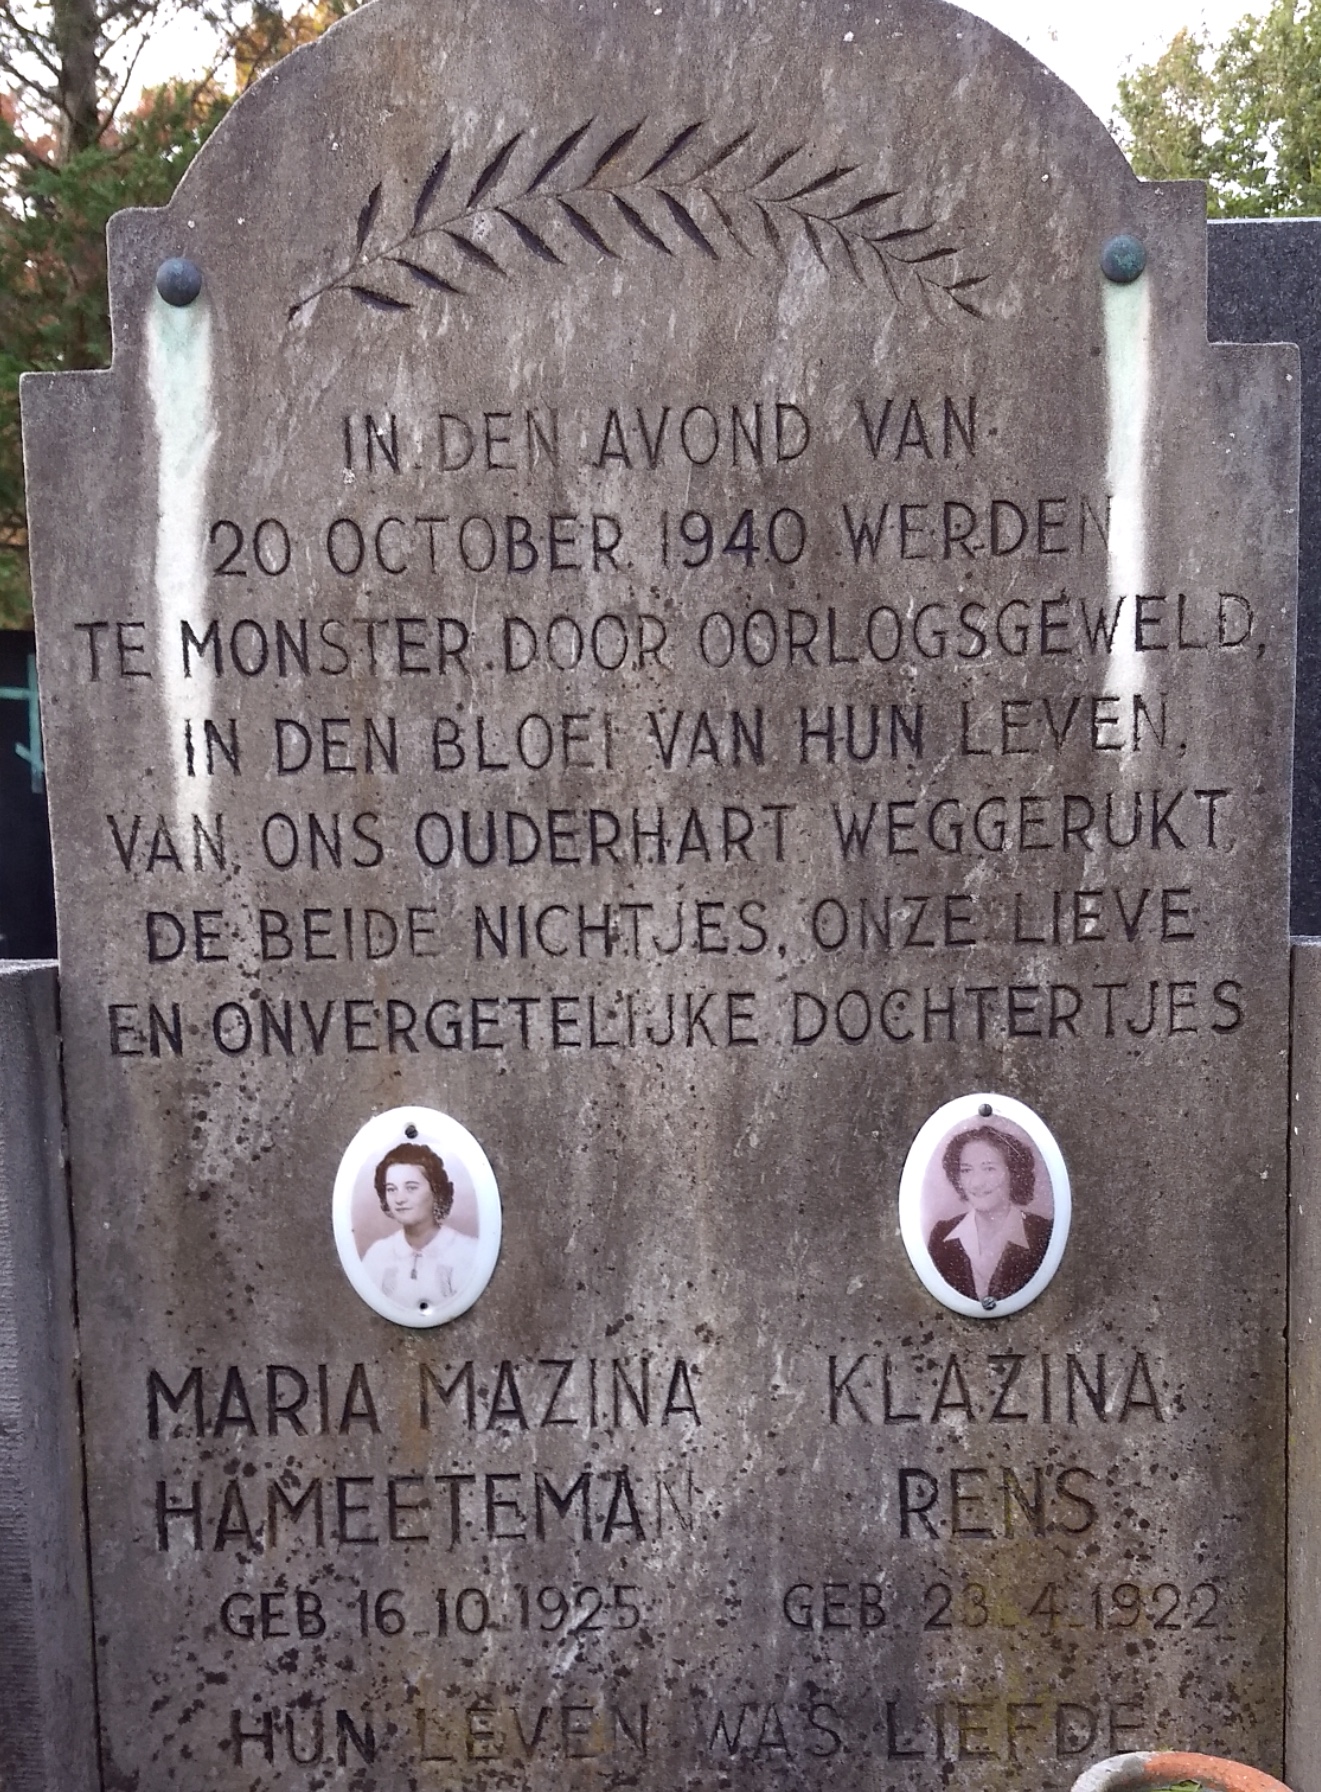 IN DEN AVOND VAN
20 OCTOBER 1940 WERDEN
TE MONSTER DOOR OORLOGSGEWELD,
IN DEN BLOEI VAN HUN LEVEN,
VAN ONS OUDERHART WEGGERUKT,
DE BEIDE NICHTJES, ONZE LIEVE
EN ONVERGETELIJKE DOCHTERTJES
MARIA MAZINA KLAZINA
HAMEETEMAN RENS
GEB. 16-10-1925 GEB. 23-4-1922
HUN LEVEN WAS LIEFDE